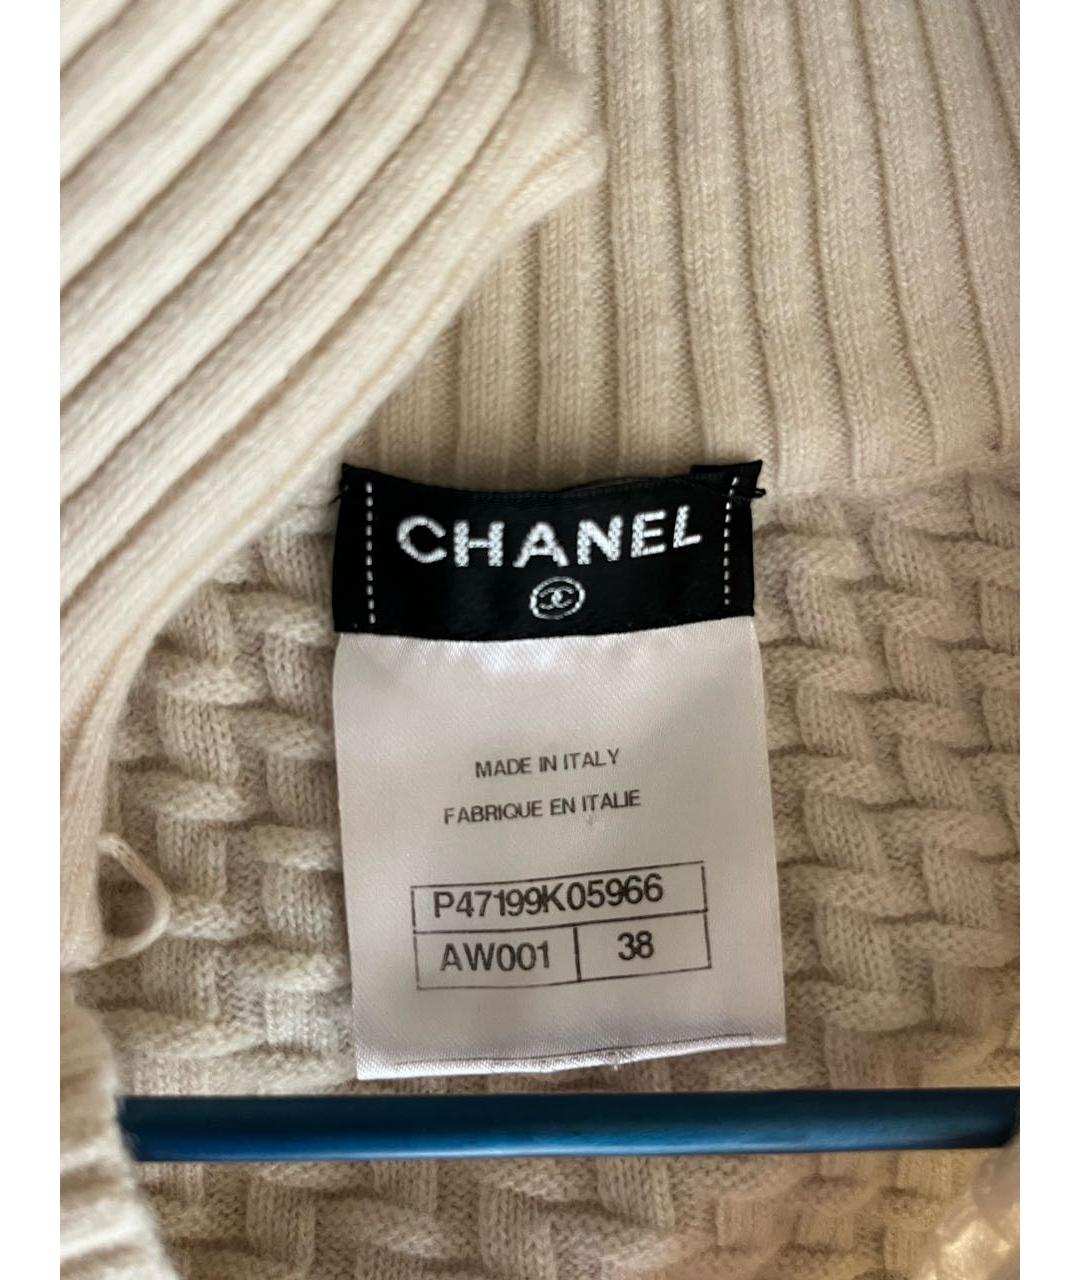 CHANEL
MADE IN ITALY
FABRIQUE EN ITALIE
P47199K05966
AW001 38